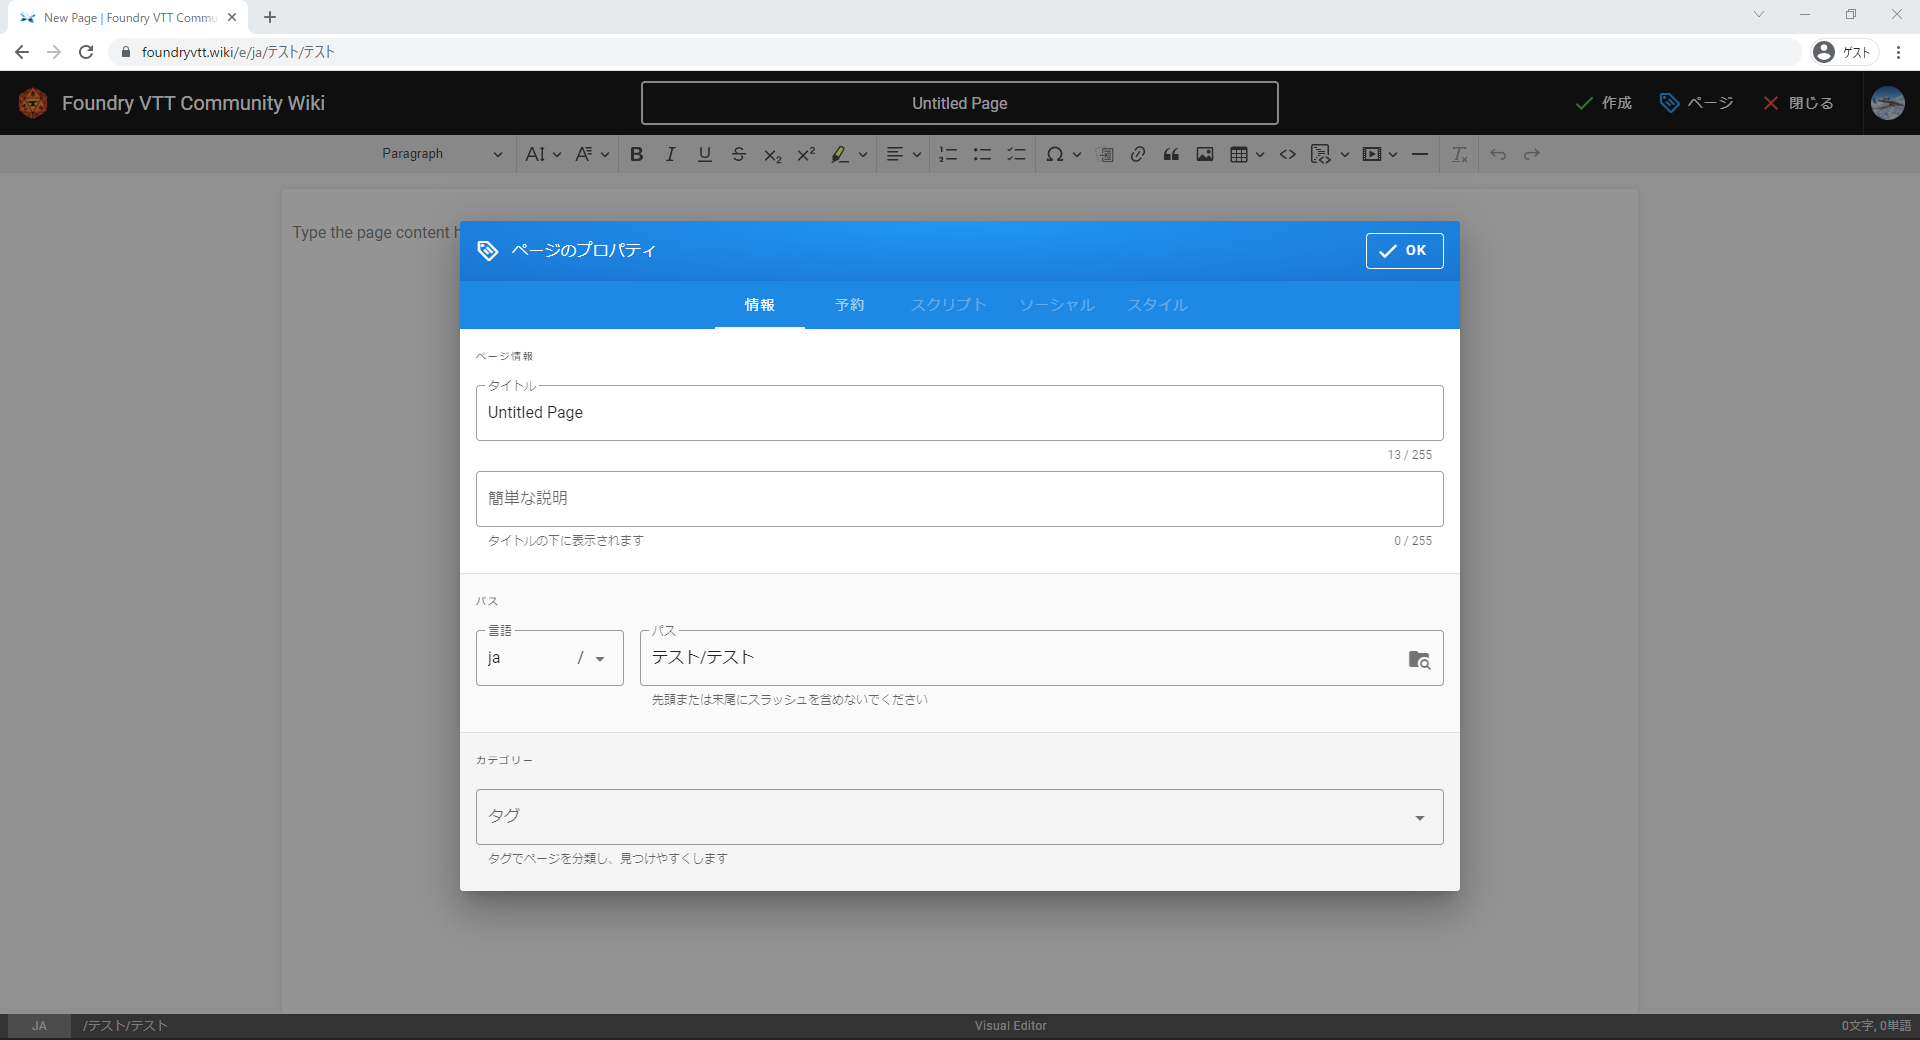 New Page | Foundry VTT Commu
foundryvtt.wiki/e/ja/テスト/テスト
ゲスト
Foundry VTT Community Wiki
Untitled Page
作成
ページ
閉じる
Paragraph
Type the page content h
ページのプロパティ
OK
情報
予約
スクリプト
ソーシャル
スタイル
ページ情報
タイトル
Untitled Page
13 / 255
簡単な説明
タイトルの下に表示されます
0 / 255
パス
言語
ja
/
パス
テスト/テスト
先頭または末尾にスラッシュを含めないでください
カテゴリー
タグ
タグでページを分類し、見つけやすくします
JA
/テスト/テスト
Visual Editor
0文字, 0単語